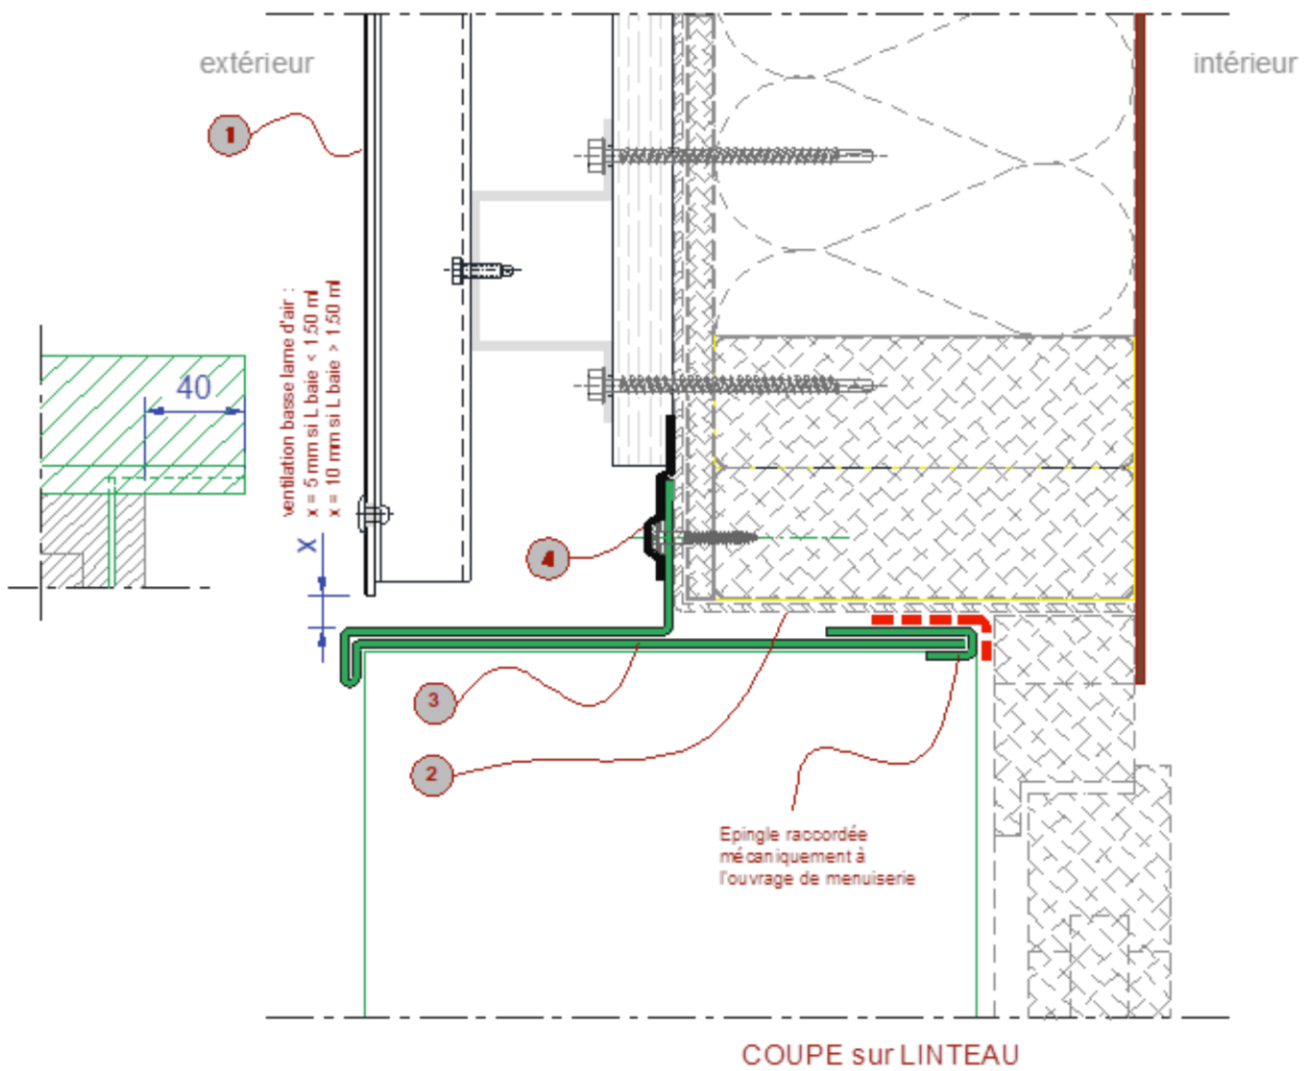 extérieur
intérieur
1
ventilation basse lame d'air :
x = 5 mm si L baie < 1.50 ml
x = 10 mm si L baie > 1.50 ml
40
X
4
3
2
Epingle raccordée
mécaniquement à
l'ouvrage de menuiserie
COUPE sur LINTEAU